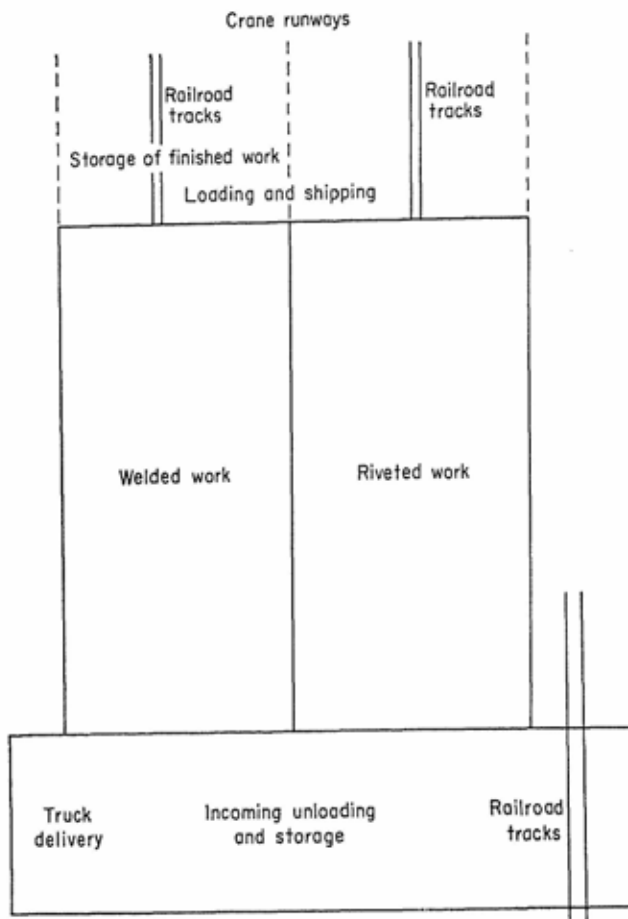 Crane runways
Railroad
tracks
Railroad
tracks
Storage of finished work
Loading and shipping
Welded work
Riveted work
Truck
delivery
Incoming unloading
and storage
Railroad
tracks